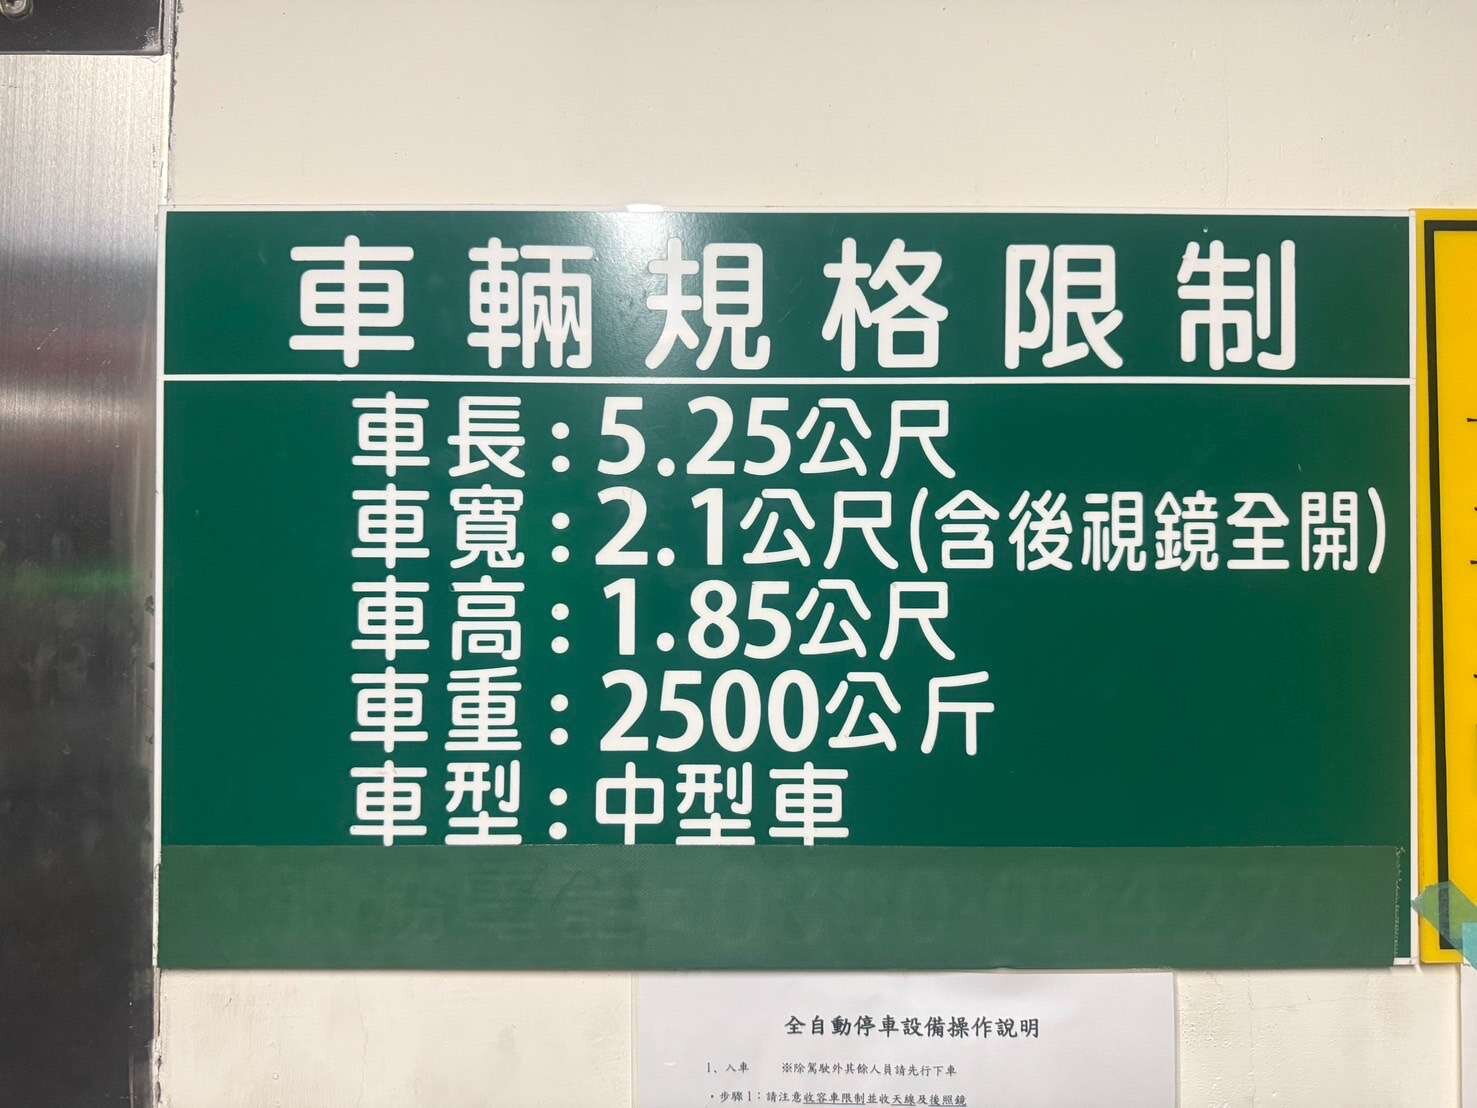 車輛規格限制
車長：5.25公尺
車寬：2.1公尺(含後視鏡全開)
車高：1.85公尺
車重：2500公斤
車型：中型車
全自動停車設備操作說明
1、入車　※除駕駛外其餘人員請先行下車
・步驟1：請注意收容車限制並收天線及後照鏡